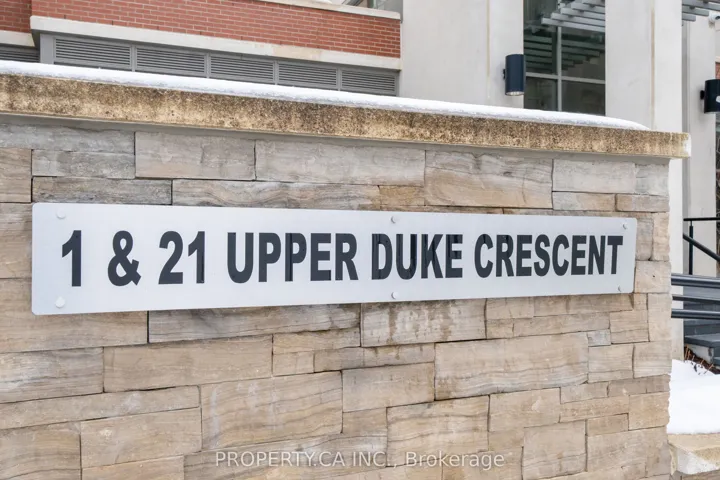 1 & 21 UPPER DUKE CRESCENT
PROPERTY.CA INC., Brokerage